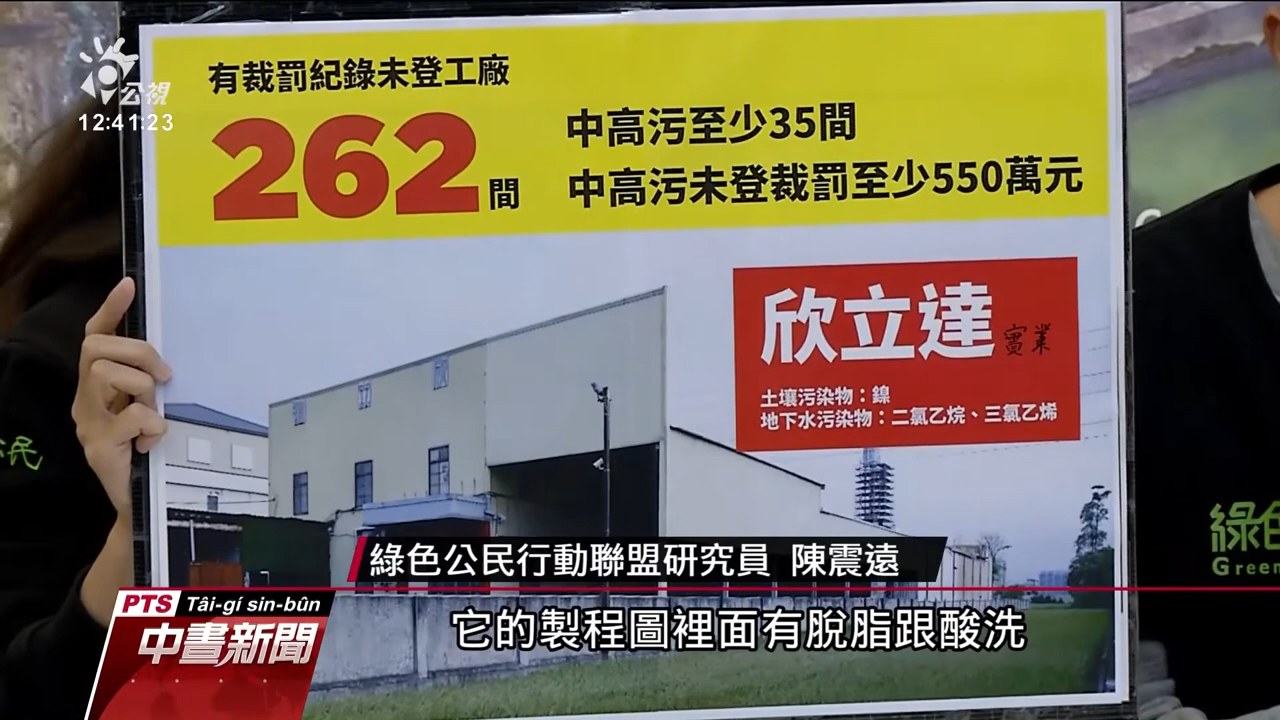 公視
12:41:23
有裁罰紀錄未登工廠
262間
中高污至少35間
中高污未登裁罰至少550萬元
欣立達實業
土壤污染物：鎳
地下水污染物：二氯乙烷、三氯乙烯
民
綠色
Green
綠色公民行動聯盟研究員 陳震遠
PTS Tâi-gí sin-bûn
中晝新聞
它的製程圖裡面有脫脂跟酸洗